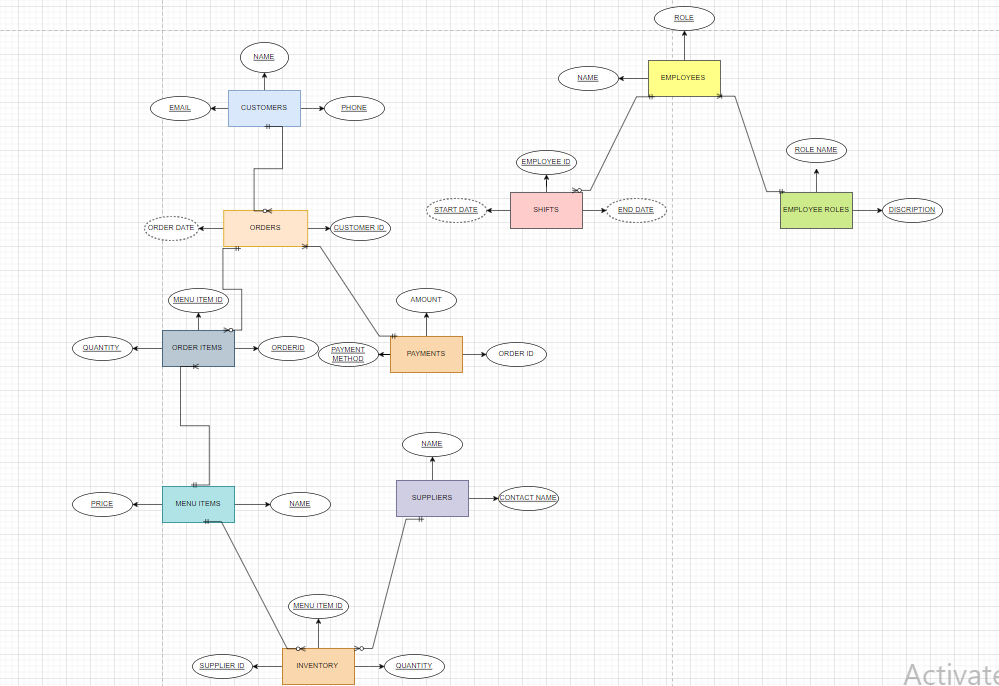 ROLE
NAME
NAME
EMPLOYEES
EMAIL
CUSTOMERS
PHONE
ROLE NAME
EMPLOYEE ID
START DATE
SHIFTS
END DATE
EMPLOYEE ROLES
DISCRIPTION
ORDER DATE
ORDERS
CUSTOMER ID
MENU ITEM ID
AMOUNT
QUANTITY
ORDER ITEMS
ORDERID
PAYMENT
METHOD
PAYMENTS
ORDER ID
NAME
PRICE
MENU ITEMS
NAME
SUPPLIERS
CONTACT NAME
MENU ITEM ID
SUPPLIER ID
INVENTORY
QUANTITY
Activate